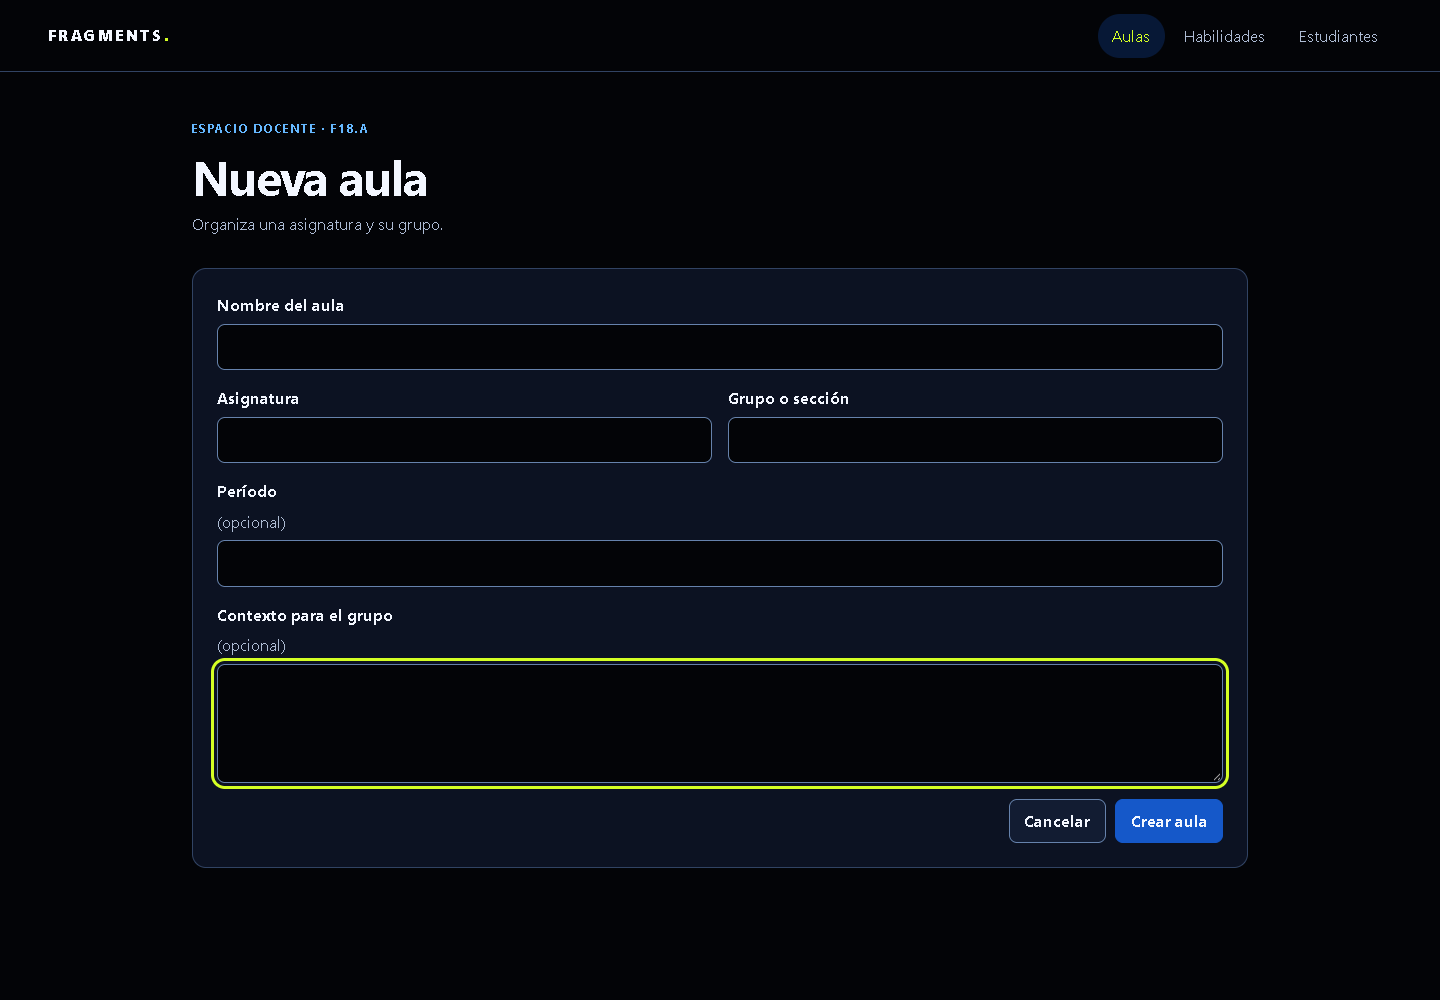 FRAGMENTS.
Aulas Habilidades Estudiantes
ESPACIO DOCENTE · F18.A
Nueva aula
Organiza una asignatura y su grupo.
Nombre del aula
Asignatura Grupo o sección
Período
(opcional)
Contexto para el grupo
(opcional)
Cancelar Crear aula